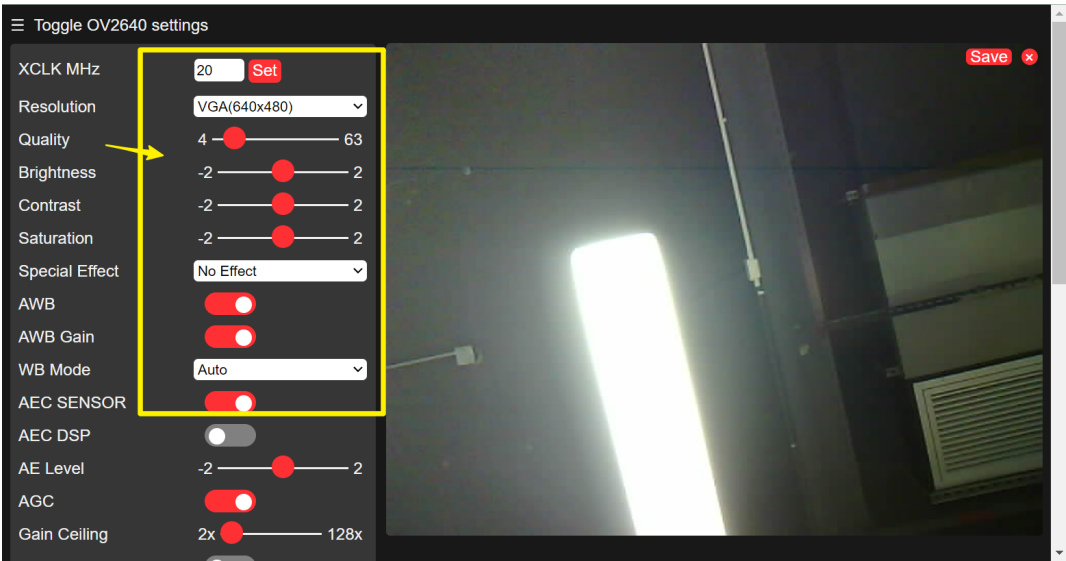 ☰ Toggle OV2640 settings
Save ×
XCLK MHz 20 Set
Resolution VGA(640x480)
Quality 4 63
Brightness -2 2
Contrast -2 2
Saturation -2 2
Special Effect No Effect
AWB
AWB Gain
WB Mode Auto
AEC SENSOR
AEC DSP
AE Level -2 2
AGC
Gain Ceiling 2x 128x